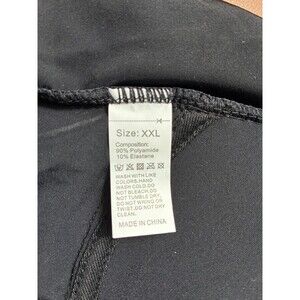 Size: XXL
Composition:
90% Polyamide
10% Elastane
WASH WITH LIKE
COLORS.HAND
WASH COLD.DO
NOT BLEACH.DO
NOT TUMBLE DRY.
DO NOT WRING OR
TWIST.DO NOT DRY
CLEAN.
MADE IN CHINA